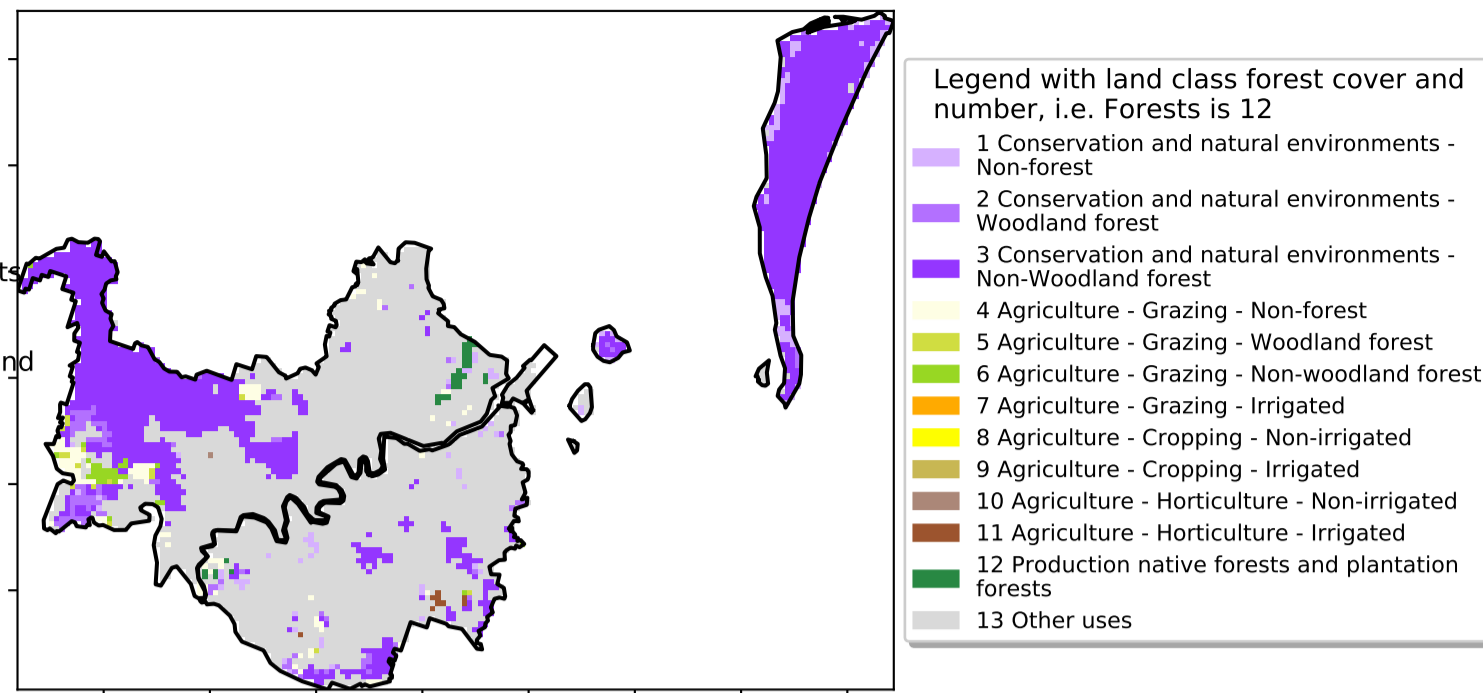 ts
nd
Legend with land class forest cover and
number, i.e. Forests is 12
1 Conservation and natural environments -
Non-forest
2 Conservation and natural environments -
Woodland forest
3 Conservation and natural environments -
Non-Woodland forest
4 Agriculture - Grazing - Non-forest
5 Agriculture - Grazing - Woodland forest
6 Agriculture - Grazing - Non-woodland forest
7 Agriculture - Grazing - Irrigated
8 Agriculture - Cropping - Non-irrigated
9 Agriculture - Cropping - Irrigated
10 Agriculture - Horticulture - Non-irrigated
11 Agriculture - Horticulture - Irrigated
12 Production native forests and plantation
forests
13 Other uses